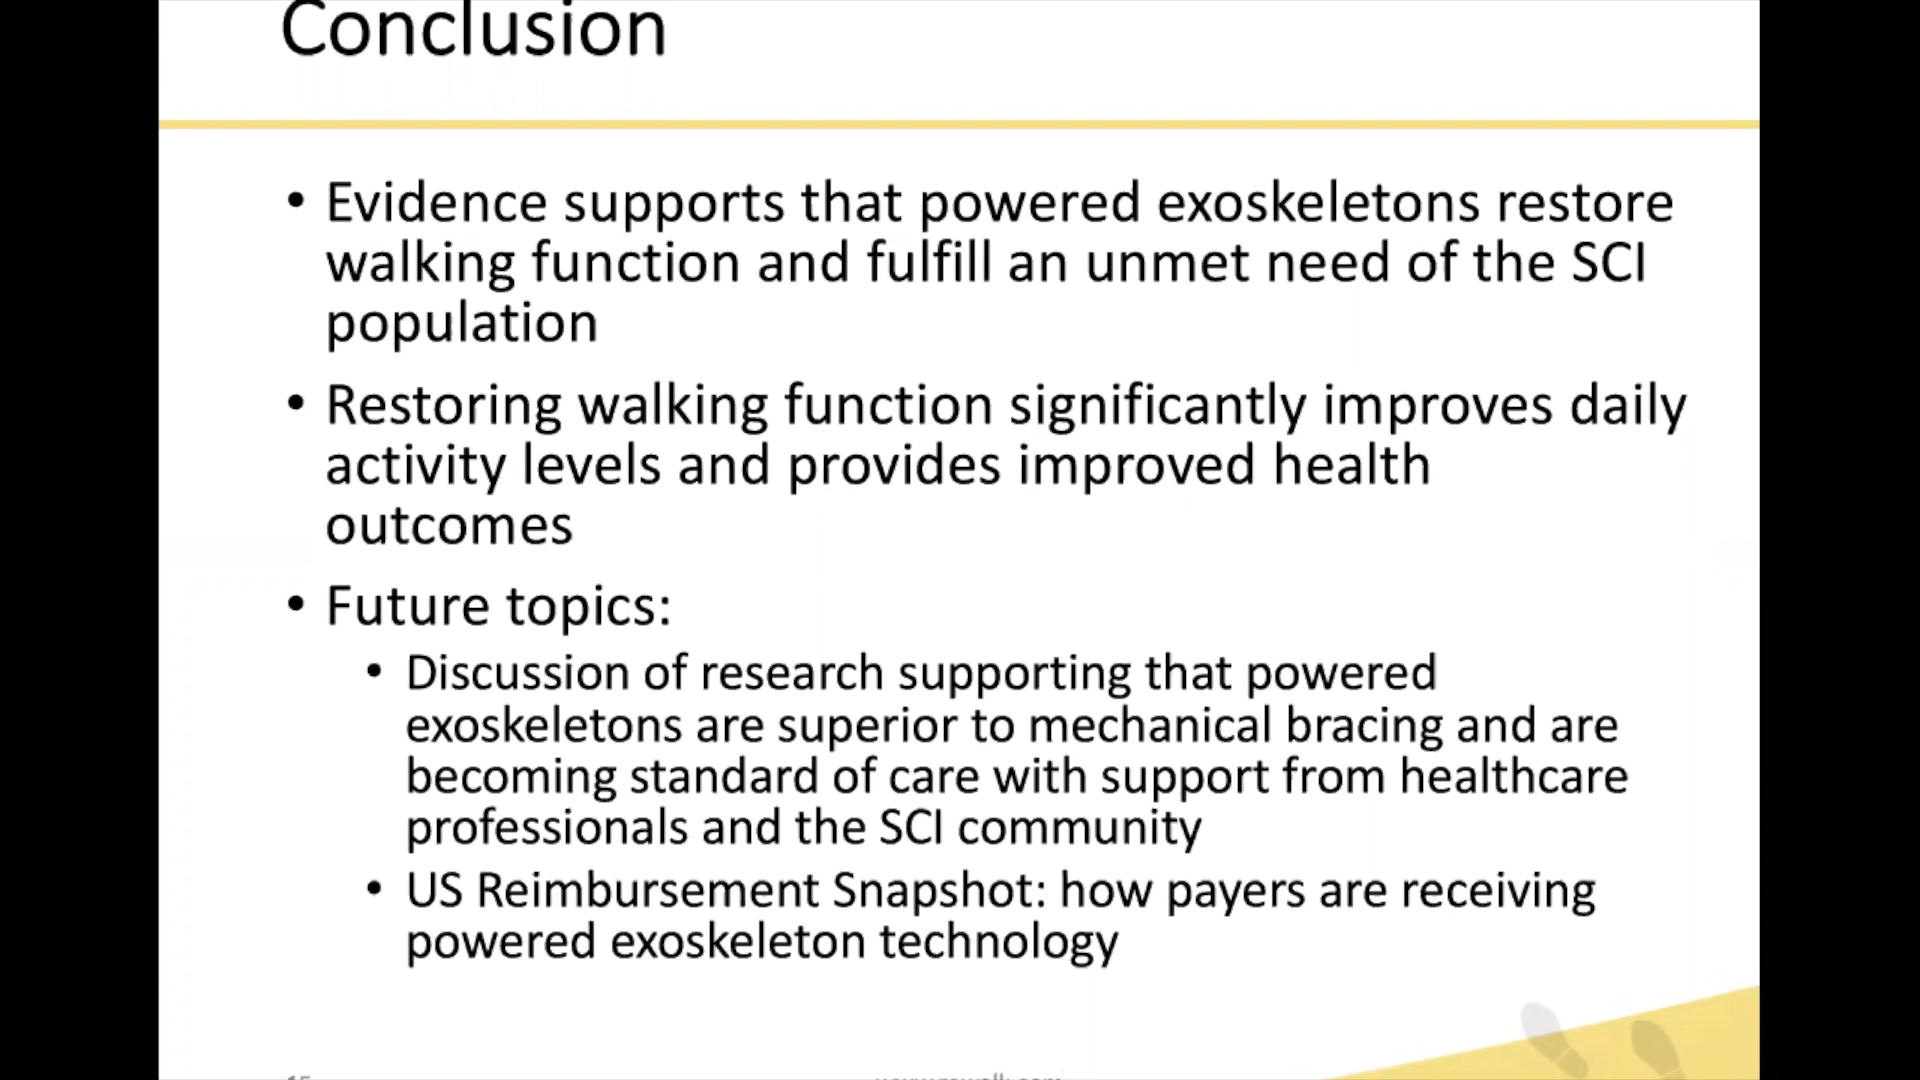 Conclusion
• Evidence supports that powered exoskeletons restore
walking function and fulfill an unmet need of the SCI
population
• Restoring walking function significantly improves daily
activity levels and provides improved health
outcomes
• Future topics:
• Discussion of research supporting that powered
exoskeletons are superior to mechanical bracing and are
becoming standard of care with support from healthcare
professionals and the SCI community
• US Reimbursement Snapshot: how payers are receiving
powered exoskeleton technology